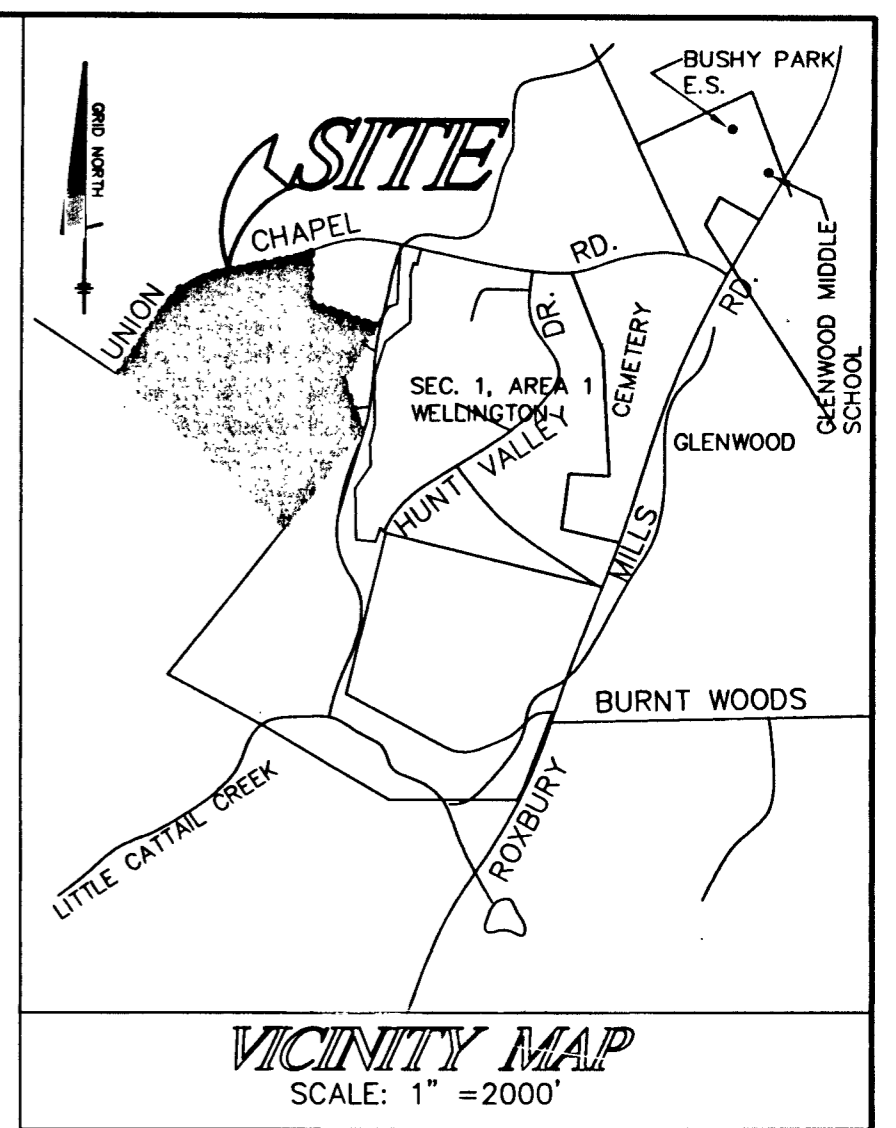 BUSHY PARK
E.S.
GRID NORTH
SITE
UNION CHAPEL RD.
GLENWOOD MIDDLE
SCHOOL
DR.
CEMETERY
RD.
SEC. 1, AREA 1
WELLINGTON I
GLENWOOD
HUNT VALLEY
MILLS
BURNT WOODS
ROXBURY
LITTLE CATTAIL CREEK
VICINITY MAP
SCALE: 1" =2000'